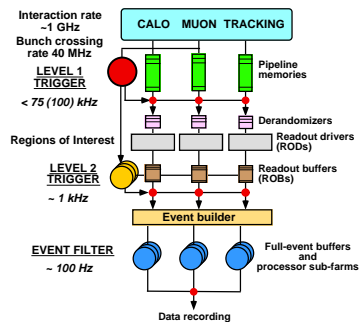 Interaction rate
~1 GHz
Bunch crossing
rate 40 MHz
CALO MUON TRACKING
LEVEL 1
TRIGGER
< 75 (100) kHz
Pipeline
memories
Derandomizers
Regions of Interest
Readout drivers
(RODs)
LEVEL 2
TRIGGER
~ 1 kHz
Readout buffers
(ROBs)
Event builder
EVENT FILTER
~ 100 Hz
Full-event buffers
and
processor sub-farms
Data recording